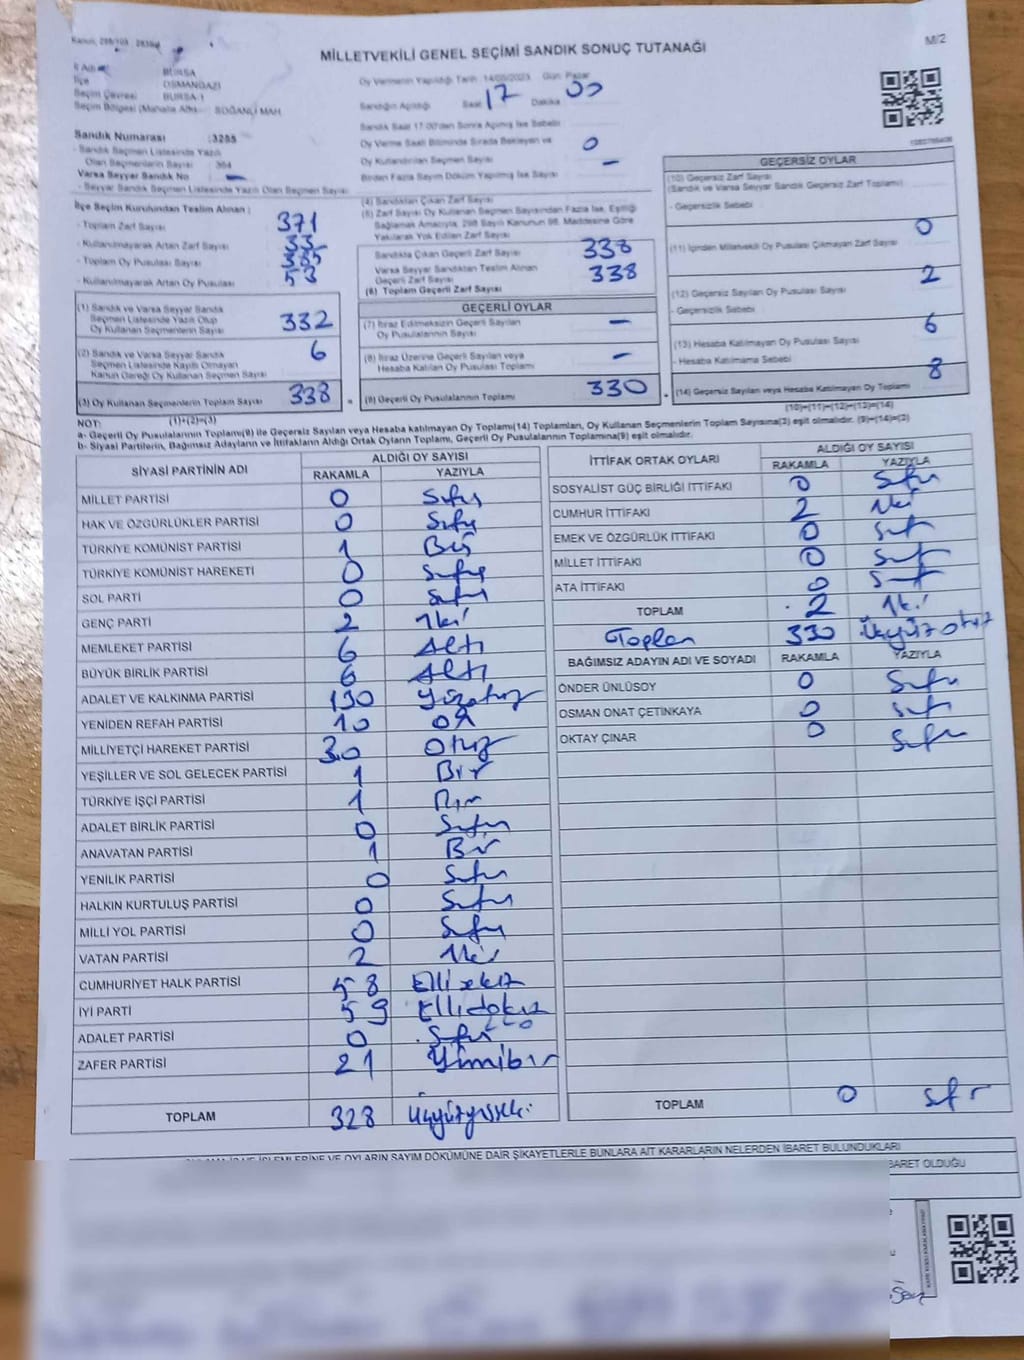 MİLLETVEKİLİ GENEL SEÇİMİ SANDIK SONUÇ TUTANAĞI
M/2
BURSA
İlçe OSMANGAZİ
Seçim Çevresi BURSA-1
Seçim Bölgesi (Mahalle Adı) SOĞANLI MAH
Oy Vermenin Yapıldığı Tarih 14/05/2023 Gün Pazar
Sandığın Açıldığı Saat 17 Dakika 00
Sandık Saat 17:00'den Sonra Açılmış İse Sebebi
Oy Verme Saati Bitiminde Sırada Bekleyen ve
Oy Kullandırılan Seçmen Sayısı 0
Birden Fazla Sayım Döküm Yapılmış İse Sayısı –
Sandık Numarası :3285
- Sandık Seçmen Listesinde Yazılı
Olan Seçmenlerin Sayısı
Varsa Seyyar Sandık No –
- Seyyar Sandık Seçmen Listesinde Yazılı Olan Seçmen Sayısı
İlçe Seçim Kurulundan Teslim Alınan :
- Toplam Zarf Sayısı 371
- Kullanılmayarak Artan Zarf Sayısı 33
- Toplam Oy Pusulası Sayısı 385
- Kullanılmayarak Artan Oy Pusulası 53
(1) Sandık ve Varsa Seyyar Sandık
Seçmen Listesinde Yazılı Olup
Oy Kullanan Seçmenlerin Sayısı 332
(2) Sandık ve Varsa Seyyar Sandık
Seçmen Listesinde Kayıtlı Olmayan
Kanun Gereği Oy Kullanan Seçmen Sayısı 6
(3) Oy Kullanan Seçmenlerin Toplam Sayısı 338
(1)+(2)=(3)
(4) Sandıktan Çıkan Zarf Sayısı
(5) Zarf Sayısı Oy Kullanan Seçmen Sayısından Fazla İse, Eşitliği
Sağlamak Amacıyla, 298 Sayılı Kanunun 98. Maddesine Göre
Yakılarak Yok Edilen Zarf Sayısı
Sandıkta Çıkan Geçerli Zarf Sayısı 338
Varsa Seyyar Sandıktan Teslim Alınan
Geçerli Zarf Sayısı 338
(6) Toplam Geçerli Zarf Sayısı
GEÇERLİ OYLAR
(7) İtiraz Edilmeksizin Geçerli Sayılan
Oy Pusulalarının Sayısı –
(8) İtiraz Üzerine Geçerli Sayılan veya
Hesaba Katılan Oy Pusulası Toplamı –
(9) Geçerli Oy Pusulalarının Toplamı 330
GEÇERSİZ OYLAR
(10) Geçersiz Zarf Sayısı
(Sandık ve Varsa Seyyar Sandık Geçersiz Zarf Toplamı)
- Geçersizlik Sebebi
0
(11) İçinden Milletvekili Oy Pusulası Çıkmayan Zarf Sayısı
2
(12) Geçersiz Sayılan Oy Pusulası Sayısı
- Geçersizlik Sebebi
6
(13) Hesaba Katılmayan Oy Pusulası Sayısı
- Hesaba Katılmama Sebebi
8
(14) Geçersiz Sayılan veya Hesaba Katılmayan Oy Toplamı
(10)+(11)+(12)+(13)=(14)
NOT:
a- Geçerli Oy Pusulalarının Toplamı(9) ile Geçersiz Sayılan veya Hesaba katılmayan Oy Toplamı(14) Toplamları, Oy Kullanan Seçmenlerin Toplam Sayısına(3) eşit olmalıdır. (9)+(14)=(3)
b- Siyasi Partilerin, Bağımsız Adayların ve İttifakların Aldığı Ortak Oyların Toplamı, Geçerli Oy Pusulalarının Toplamına(9) eşit olmalıdır.
SİYASİ PARTİNİN ADI ALDIĞI OY SAYISI
RAKAMLA YAZIYLA
MİLLET PARTİSİ 0 Sıfır
HAK VE ÖZGÜRLÜKLER PARTİSİ 0 Sıfır
TÜRKİYE KOMÜNİST PARTİSİ 1 Bir
TÜRKİYE KOMÜNİST HAREKETİ 0 Sıfır
SOL PARTİ 0 Sıfır
GENÇ PARTİ 2 İki
MEMLEKET PARTİSİ 6 Altı
BÜYÜK BİRLİK PARTİSİ 6 Altı
ADALET VE KALKINMA PARTİSİ 130 Yüzotuz
YENİDEN REFAH PARTİSİ 10 On
MİLLİYETÇİ HAREKET PARTİSİ 30 Otuz
YEŞİLLER VE SOL GELECEK PARTİSİ 1 Bir
TÜRKİYE İŞÇİ PARTİSİ 1 Bir
ADALET BİRLİK PARTİSİ 0 Sıfır
ANAVATAN PARTİSİ 1 Bir
YENİLİK PARTİSİ 0 Sıfır
HALKIN KURTULUŞ PARTİSİ 0 Sıfır
MİLLİ YOL PARTİSİ 0 Sıfır
VATAN PARTİSİ 2 İki
CUMHURİYET HALK PARTİSİ 58 Ellisekiz
İYİ PARTİ 59 Ellidokuz
ADALET PARTİSİ 0 Sıfır
ZAFER PARTİSİ 21 Yirmibir
TOPLAM 328
İTTİFAK ORTAK OYLARI ALDIĞI OY SAYISI
RAKAMLA YAZIYLA
SOSYALİST GÜÇ BİRLİĞİ İTTİFAKI 0 Sıfır
CUMHUR İTTİFAKI 2 İki
EMEK VE ÖZGÜRLÜK İTTİFAKI 0 Sıfır
MİLLET İTTİFAKI 0 Sıfır
ATA İTTİFAKI 0 Sıfır
TOPLAM 2 İki
Toplam 330 Üçyüz otuz
BAĞIMSIZ ADAYIN ADI VE SOYADI RAKAMLA YAZIYLA
ÖNDER ÜNLÜSOY 0 Sıfır
OSMAN ONAT ÇETİNKAYA 0 Sıfır
OKTAY ÇINAR 0 Sıfır
TOPLAM 0 Sıfır
İŞLEMLERİNE VE OYLARIN SAYIM DÖKÜMÜNE DAİR ŞİKAYETLERLE BUNLARA AİT KARARLARIN NELERDEN İBARET BULUNDUKLARI
BARET OLDUĞU